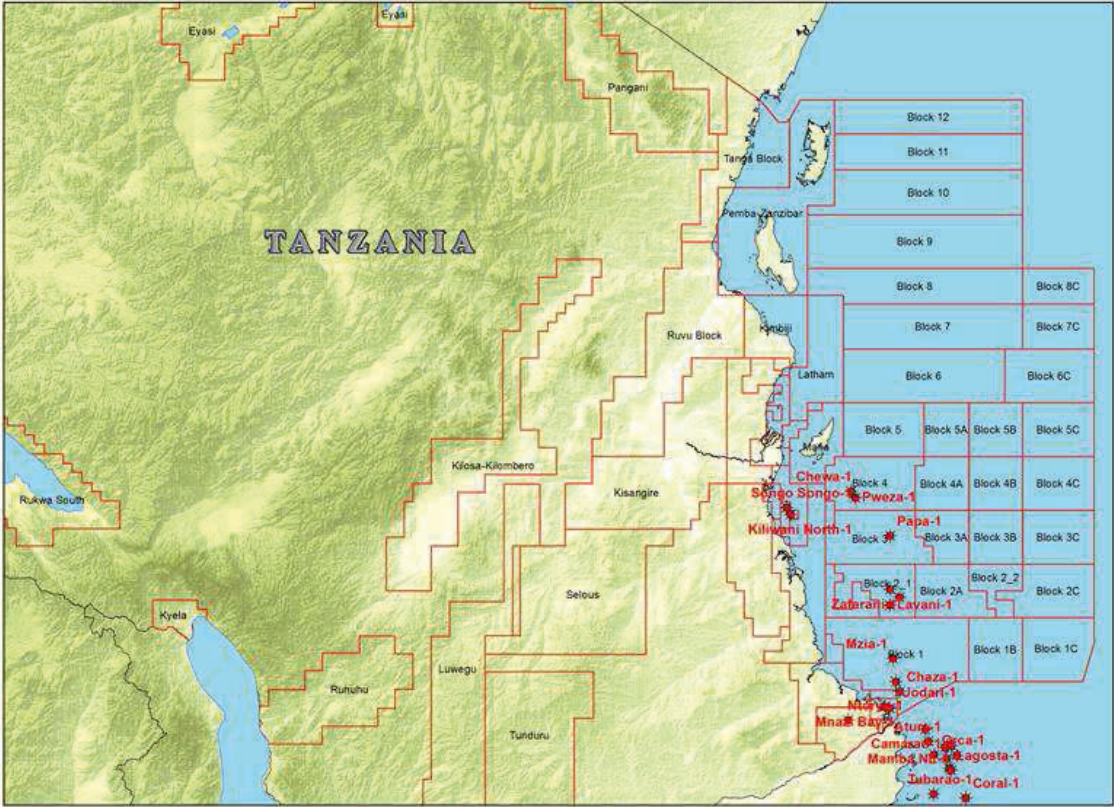 Eyasi
Eyasi
Pangani
Block 12
Tanga Block
Block 11
Block 10
Pemba-Zanzibar
TANZANIA
Block 9
Block 8
Block 8C
Kimbiji
Ruvu Block
Block 7
Block 7C
Latham
Block 6
Block 6C
Block 5
Block 5A
Block 5B
Block 5C
Mafia
Kilosa-Kilombero
Chewa-1
Block 4
Block 4A
Block 4B
Block 4C
Rukwa South
Kisangire
Songo Songo-1
Pweza-1
Papa-1
Kiliwani North-1
Block 3
Block 3A
Block 3B
Block 3C
Block 2_1
Block 2_2
Block 2A
Block 2C
Selous
Zafarani-1
Lavani-1
Kyela
Mzia-1
Block 1
Block 1B
Block 1C
Luwegu
Chaza-1
Ruhuhu
Mnazi Bay
Tunduru
Camarao-1
Orca-1
Lagosta-1
Tubarao-1
Coral-1